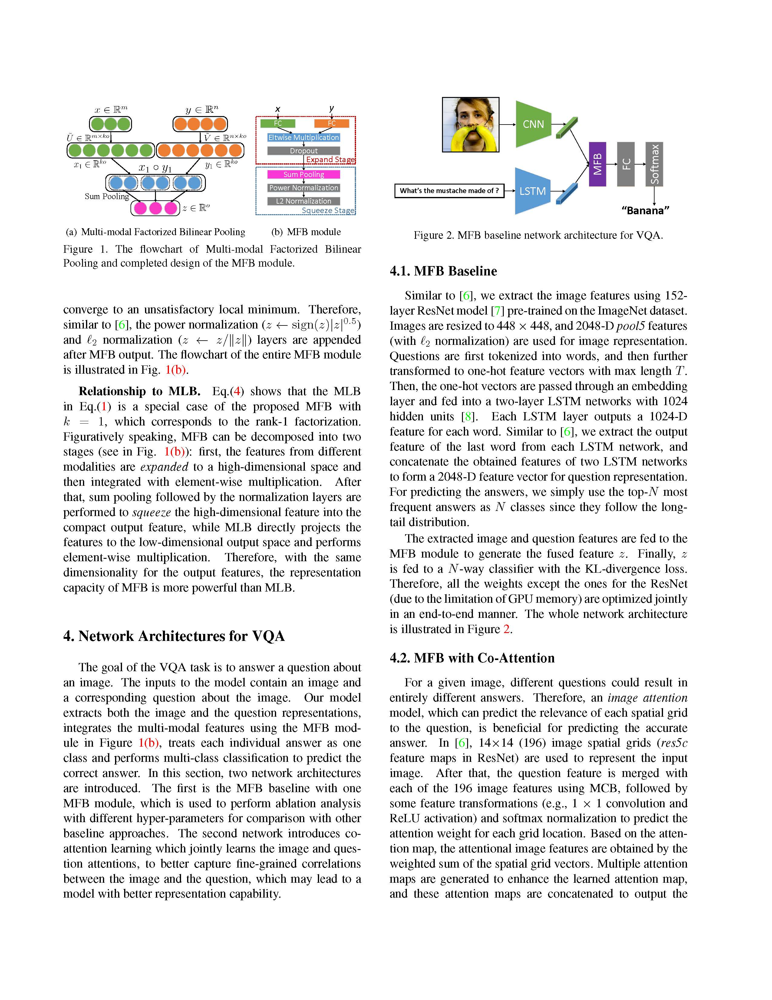 x ∈ ℝ^m
y ∈ ℝ^n
Ũ ∈ ℝ^{m×ko}
Ṽ ∈ ℝ^{n×ko}
x₁ ∈ ℝ^{ko}
x₁ ∘ y₁
y₁ ∈ ℝ^{ko}
Sum Pooling
z ∈ ℝ^o
(a) Multi-modal Factorized Bilinear Pooling
x
y
FC
FC
Eltwise Multiplication
Dropout
Expand Stage
Sum Pooling
Power Normalization
L2 Normalization
Squeeze Stage
(b) MFB module
Figure 1. The flowchart of Multi-modal Factorized Bilinear
Pooling and completed design of the MFB module.
converge to an unsatisfactory local minimum. Therefore,
similar to [6], the power normalization (z ← sign(z)|z|^{0.5})
and ℓ₂ normalization (z ← z/‖z‖) layers are appended
after MFB output. The flowchart of the entire MFB module
is illustrated in Fig. 1(b).
Relationship to MLB. Eq.(4) shows that the MLB
in Eq.(1) is a special case of the proposed MFB with
k = 1, which corresponds to the rank-1 factorization.
Figuratively speaking, MFB can be decomposed into two
stages (see in Fig. 1(b)): first, the features from different
modalities are expanded to a high-dimensional space and
then integrated with element-wise multiplication. After
that, sum pooling followed by the normalization layers are
performed to squeeze the high-dimensional feature into the
compact output feature, while MLB directly projects the
features to the low-dimensional output space and performs
element-wise multiplication. Therefore, with the same
dimensionality for the output features, the representation
capacity of MFB is more powerful than MLB.
4. Network Architectures for VQA
The goal of the VQA task is to answer a question about
an image. The inputs to the model contain an image and
a corresponding question about the image. Our model
extracts both the image and the question representations,
integrates the multi-modal features using the MFB mod-
ule in Figure 1(b), treats each individual answer as one
class and performs multi-class classification to predict the
correct answer. In this section, two network architectures
are introduced. The first is the MFB baseline with one
MFB module, which is used to perform ablation analysis
with different hyper-parameters for comparison with other
baseline approaches. The second network introduces co-
attention learning which jointly learns the image and ques-
tion attentions, to better capture fine-grained correlations
between the image and the question, which may lead to a
model with better representation capability.
CNN
What's the mustache made of ?
LSTM
MFB
FC
Softmax
“Banana”
Figure 2. MFB baseline network architecture for VQA.
4.1. MFB Baseline
Similar to [6], we extract the image features using 152-
layer ResNet model [7] pre-trained on the ImageNet dataset.
Images are resized to 448 × 448, and 2048-D pool5 features
(with ℓ₂ normalization) are used for image representation.
Questions are first tokenized into words, and then further
transformed to one-hot feature vectors with max length T.
Then, the one-hot vectors are passed through an embedding
layer and fed into a two-layer LSTM networks with 1024
hidden units [8]. Each LSTM layer outputs a 1024-D
feature for each word. Similar to [6], we extract the output
feature of the last word from each LSTM network, and
concatenate the obtained features of two LSTM networks
to form a 2048-D feature vector for question representation.
For predicting the answers, we simply use the top-N most
frequent answers as N classes since they follow the long-
tail distribution.
The extracted image and question features are fed to the
MFB module to generate the fused feature z. Finally, z
is fed to a N-way classifier with the KL-divergence loss.
Therefore, all the weights except the ones for the ResNet
(due to the limitation of GPU memory) are optimized jointly
in an end-to-end manner. The whole network architecture
is illustrated in Figure 2.
4.2. MFB with Co-Attention
For a given image, different questions could result in
entirely different answers. Therefore, an image attention
model, which can predict the relevance of each spatial grid
to the question, is beneficial for predicting the accurate
answer. In [6], 14×14 (196) image spatial grids (res5c
feature maps in ResNet) are used to represent the input
image. After that, the question feature is merged with
each of the 196 image features using MCB, followed by
some feature transformations (e.g., 1 × 1 convolution and
ReLU activation) and softmax normalization to predict the
attention weight for each grid location. Based on the atten-
tion map, the attentional image features are obtained by the
weighted sum of the spatial grid vectors. Multiple attention
maps are generated to enhance the learned attention map,
and these attention maps are concatenated to output the